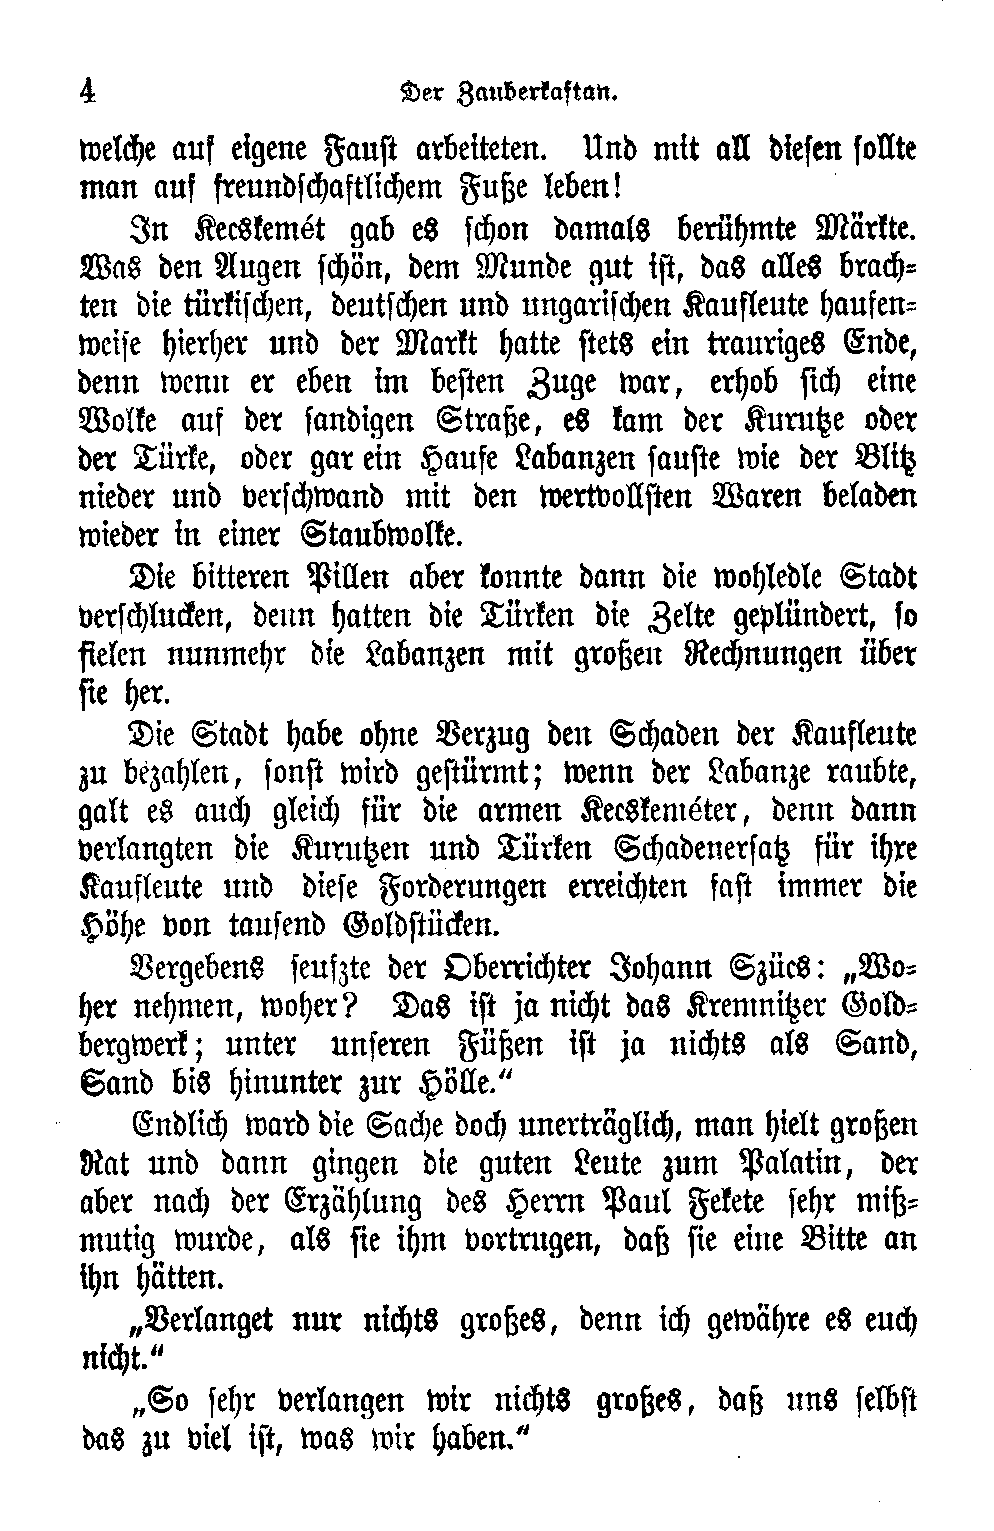 4 Der Zauberkaftan.
welche auf eigene Faust arbeiteten. Und mit all diesen sollte
man auf freundschaftlichem Fuße leben!
In Kecskemét gab es schon damals berühmte Märkte.
Was den Augen schön, dem Munde gut ist, das alles brach-
ten die türkischen, deutschen und ungarischen Kaufleute haufen-
weise hierher und der Markt hatte stets ein trauriges Ende,
denn wenn er eben im besten Zuge war, erhob sich eine
Wolke auf der sandigen Straße, es kam der Kurutze oder
der Türke, oder gar ein Haufe Labanzen sauste wie der Blitz
nieder und verschwand mit den wertvollsten Waren beladen
wieder in einer Staubwolke.
Die bitteren Pillen aber konnte dann die wohledle Stadt
verschlucken, denn hatten die Türken die Zelte geplündert, so
fielen nunmehr die Labanzen mit großen Rechnungen über
sie her.
Die Stadt habe ohne Verzug den Schaden der Kaufleute
zu bezahlen, sonst wird gestürmt; wenn der Labanze raubte,
galt es auch gleich für die armen Kecskeméter, denn dann
verlangten die Kurutzen und Türken Schadenersatz für ihre
Kaufleute und diese Forderungen erreichten fast immer die
Höhe von tausend Goldstücken.
Vergebens seufzte der Oberrichter Johann Szücs: „Wo-
her nehmen, woher? Das ist ja nicht das Kremnitzer Gold-
bergwerk; unter unseren Füßen ist ja nichts als Sand,
Sand bis hinunter zur Hölle.“
Endlich ward die Sache doch unerträglich, man hielt großen
Rat und dann gingen die guten Leute zum Palatin, der
aber nach der Erzählung des Herrn Paul Fekete sehr miß-
mutig wurde, als sie ihm vortrugen, daß sie eine Bitte an
ihn hätten.
„Verlanget nur nichts großes, denn ich gewähre es euch
nicht.“
„So sehr verlangen wir nichts großes, daß uns selbst
das zu viel ist, was wir haben.“